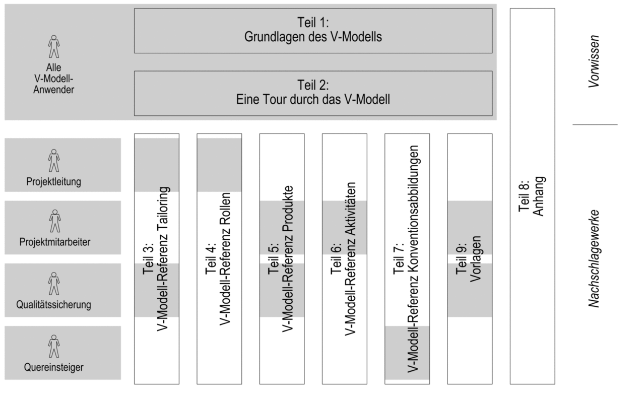 Alle
V-Modell-
Anwender
Teil 1:
Grundlagen des V-Modells
Teil 2:
Eine Tour durch das V-Modell
Projektleitung
Projektmitarbeiter
Qualitätssicherung
Quereinsteiger
Teil 3:
V-Modell-Referenz Tailoring
Teil 4:
V-Modell-Referenz Rollen
Teil 5:
V-Modell-Referenz Produkte
Teil 6:
V-Modell-Referenz Aktivitäten
Teil 7:
V-Modell-Referenz Konventionsabbildungen
Teil 9:
Vorlagen
Teil 8:
Anhang
Vorwissen
Nachschlagewerke